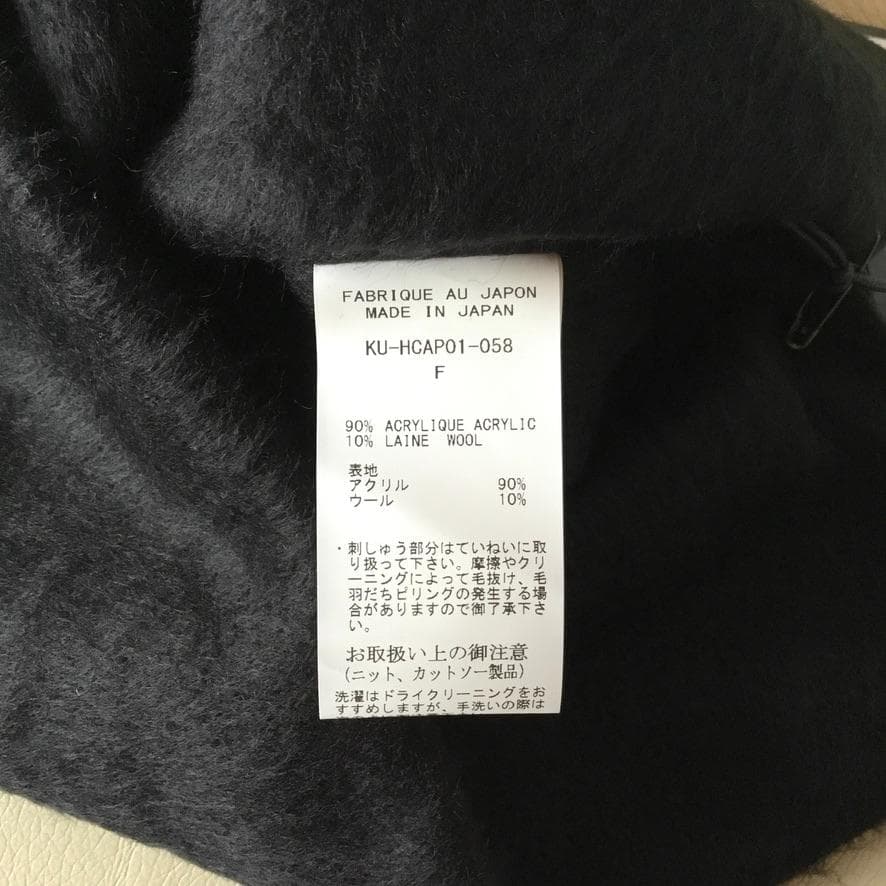 FABRIQUE AU JAPON
MADE IN JAPAN
KU-HCAP01-058
F
90% ACRYLIQUE ACRYLIC
10% LAINE WOOL
表地
アクリル 90%
ウール 10%
・刺しゅう部分はていねいに取
り扱って下さい。摩擦やクリ
ーニングによって毛抜け、毛
羽だちピリングの発生する場
合がありますので御了承下さ
い。
お取扱い上の御注意
(ニット、カットソー製品)
洗濯はドライクリーニングをお
すすめしますが、手洗いの際は